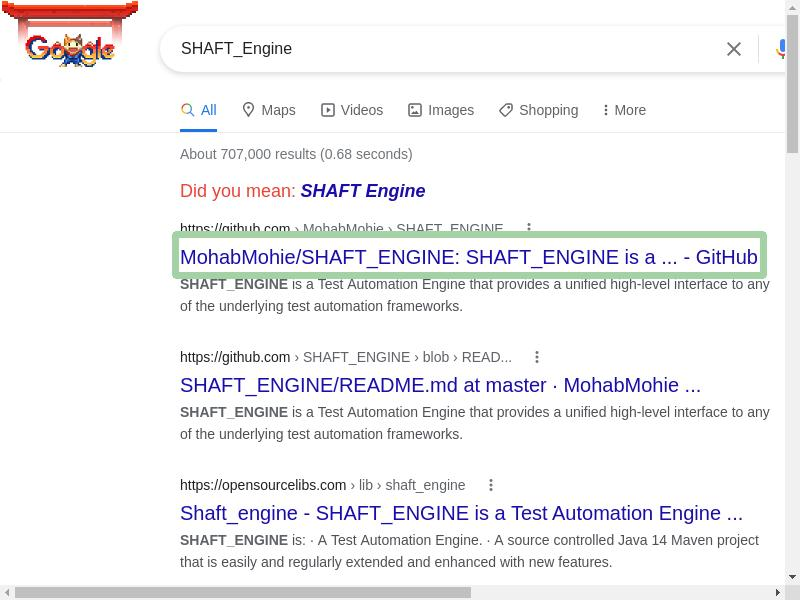 Google
SHAFT_Engine
All Maps Videos Images Shopping More
About 707,000 results (0.68 seconds)
Did you mean: SHAFT Engine
https://github.com › MohabMohie › SHAFT_ENGINE
MohabMohie/SHAFT_ENGINE: SHAFT_ENGINE is a ... - GitHub
SHAFT_ENGINE is a Test Automation Engine that provides a unified high-level interface to any
of the underlying test automation frameworks.
https://github.com › SHAFT_ENGINE › blob › READ...
SHAFT_ENGINE/README.md at master · MohabMohie ...
SHAFT_ENGINE is a Test Automation Engine that provides a unified high-level interface to any
of the underlying test automation frameworks.
https://opensourcelibs.com › lib › shaft_engine
Shaft_engine - SHAFT_ENGINE is a Test Automation Engine ...
SHAFT_ENGINE is: · A Test Automation Engine. · A source controlled Java 14 Maven project
that is easily and regularly extended and enhanced with new features.